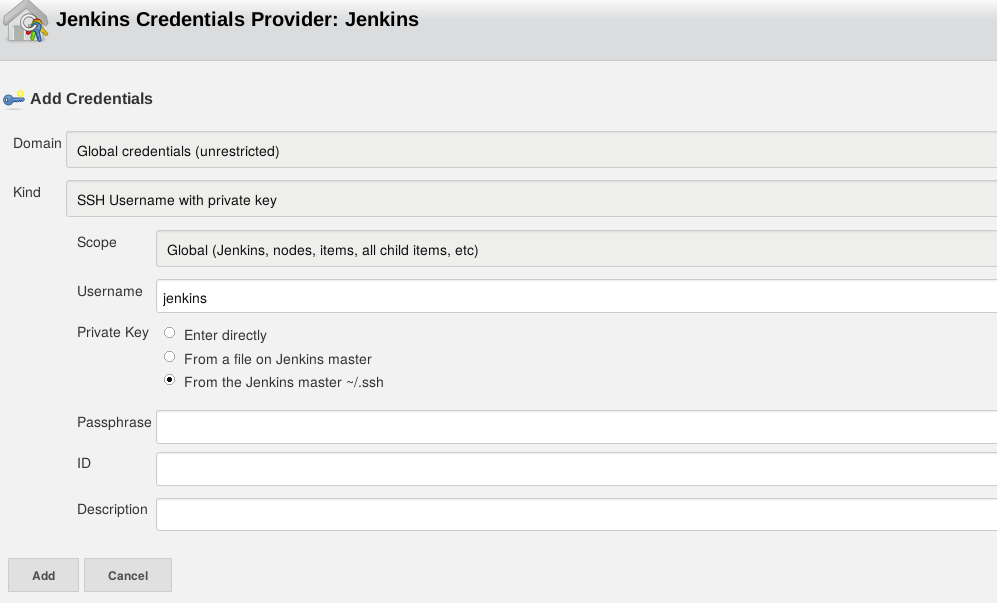 Jenkins Credentials Provider: Jenkins
Add Credentials
Domain
Global credentials (unrestricted)
Kind
SSH Username with private key
Scope
Global (Jenkins, nodes, items, all child items, etc)
Username
jenkins
Private Key
Enter directly
From a file on Jenkins master
From the Jenkins master ~/.ssh
Passphrase
ID
Description
Add
Cancel